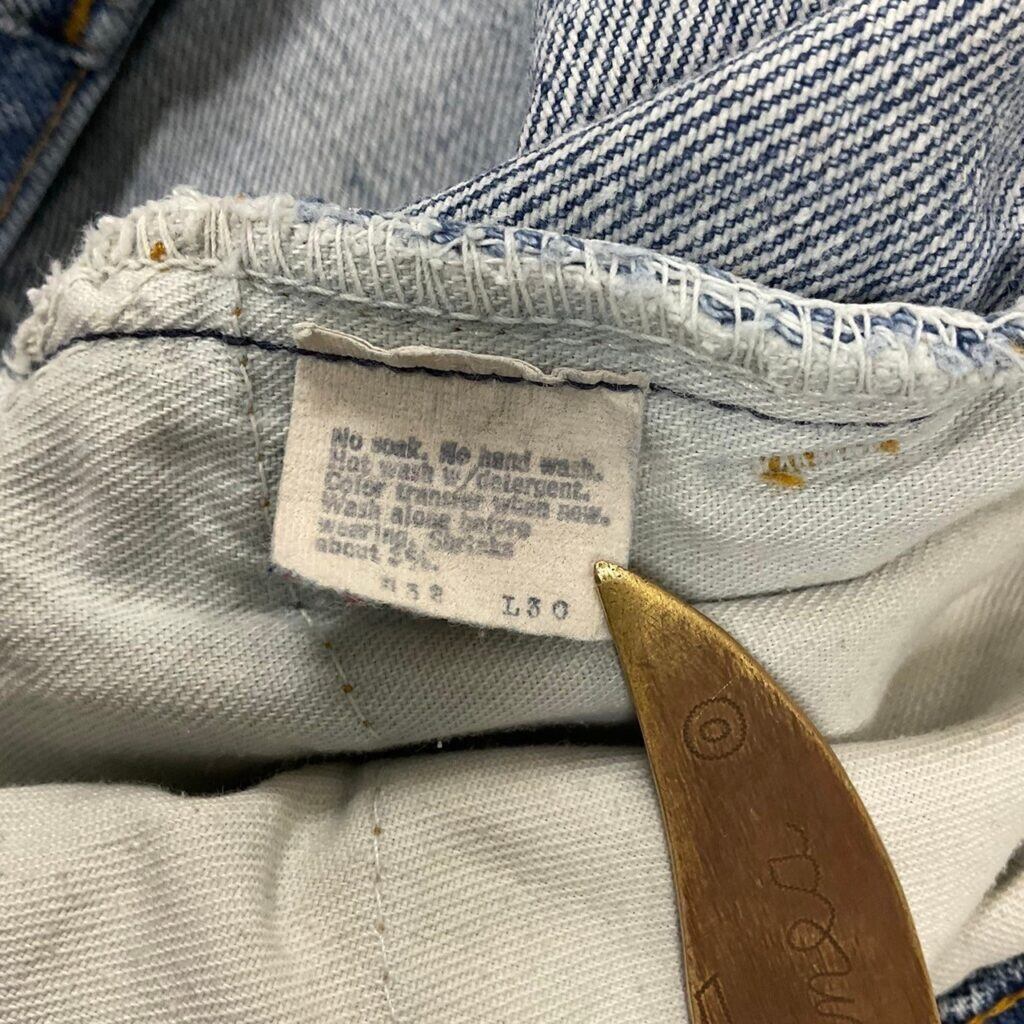 No soak, No hand wash.
Hot wash w/detergent.
Color transfer when new.
Wash alone before
wearing. Shrinks
about 3%.
L30